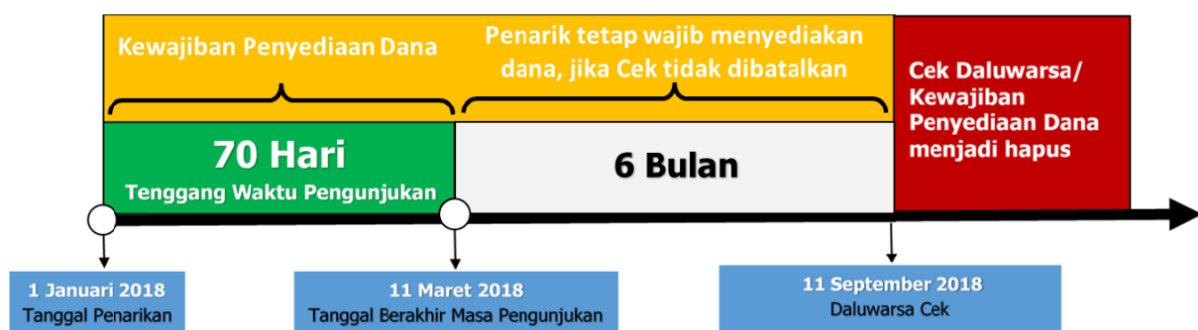 Kewajiban Penyediaan Dana
Penarik tetap wajib menyediakan
dana, jika Cek tidak dibatalkan
Cek Daluwarsa/
Kewajiban
Penyediaan Dana
menjadi hapus
70 Hari
Tenggang Waktu Pengunjukan
6 Bulan
1 Januari 2018
Tanggal Penarikan
11 Maret 2018
Tanggal Berakhir Masa Pengunjukan
11 September 2018
Daluwarsa Cek